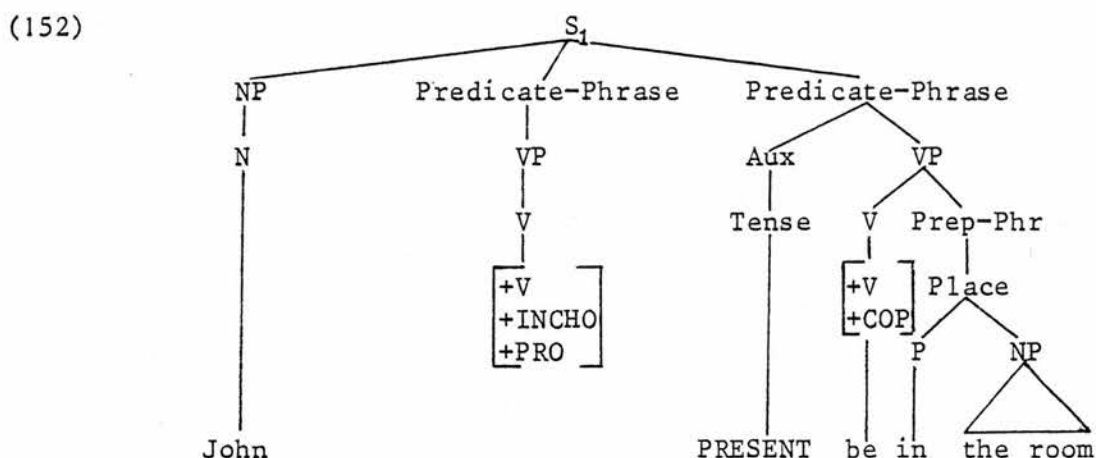 (152)
S1
NP Predicate-Phrase Predicate-Phrase
N VP Aux VP
V Tense V Prep-Phr
+V +V Place
+INCHO +COP
+PRO P NP
John PRESENT be in the room